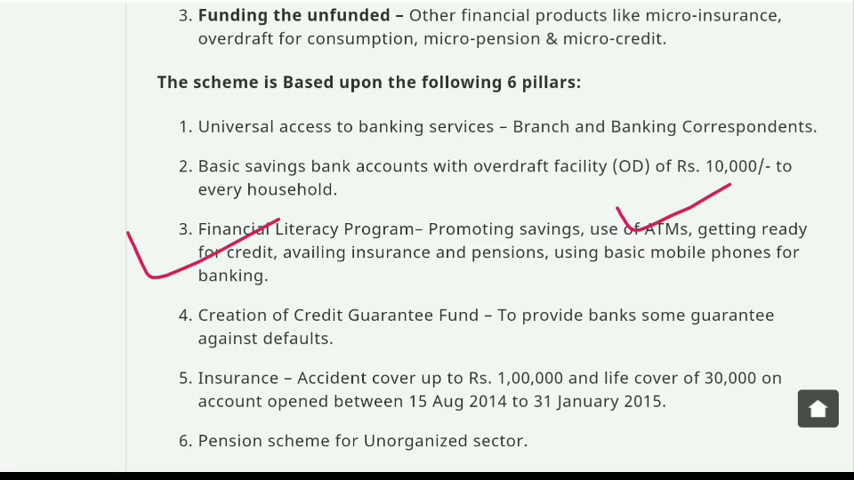 3. Funding the unfunded – Other financial products like micro-insurance,
overdraft for consumption, micro-pension & micro-credit.
The scheme is Based upon the following 6 pillars:
1. Universal access to banking services – Branch and Banking Correspondents.
2. Basic savings bank accounts with overdraft facility (OD) of Rs. 10,000/- to
every household.
3. Financial Literacy Program– Promoting savings, use of ATMs, getting ready
for credit, availing insurance and pensions, using basic mobile phones for
banking.
4. Creation of Credit Guarantee Fund – To provide banks some guarantee
against defaults.
5. Insurance – Accident cover up to Rs. 1,00,000 and life cover of 30,000 on
account opened between 15 Aug 2014 to 31 January 2015.
6. Pension scheme for Unorganized sector.